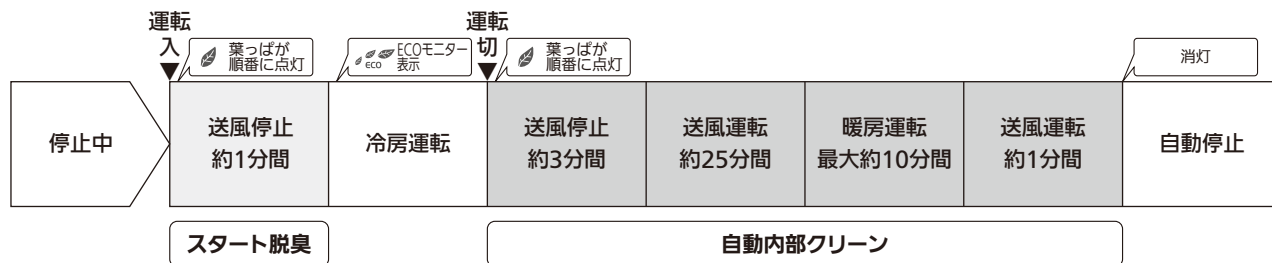 運転
入
葉っぱが
順番に点灯
eco
ECOモニター
表示
運転
切
葉っぱが
順番に点灯
消灯
停止中
送風停止
約1分間
冷房運転
送風停止
約3分間
送風運転
約25分間
暖房運転
最大約10分間
送風運転
約1分間
自動停止
スタート脱臭
自動内部クリーン